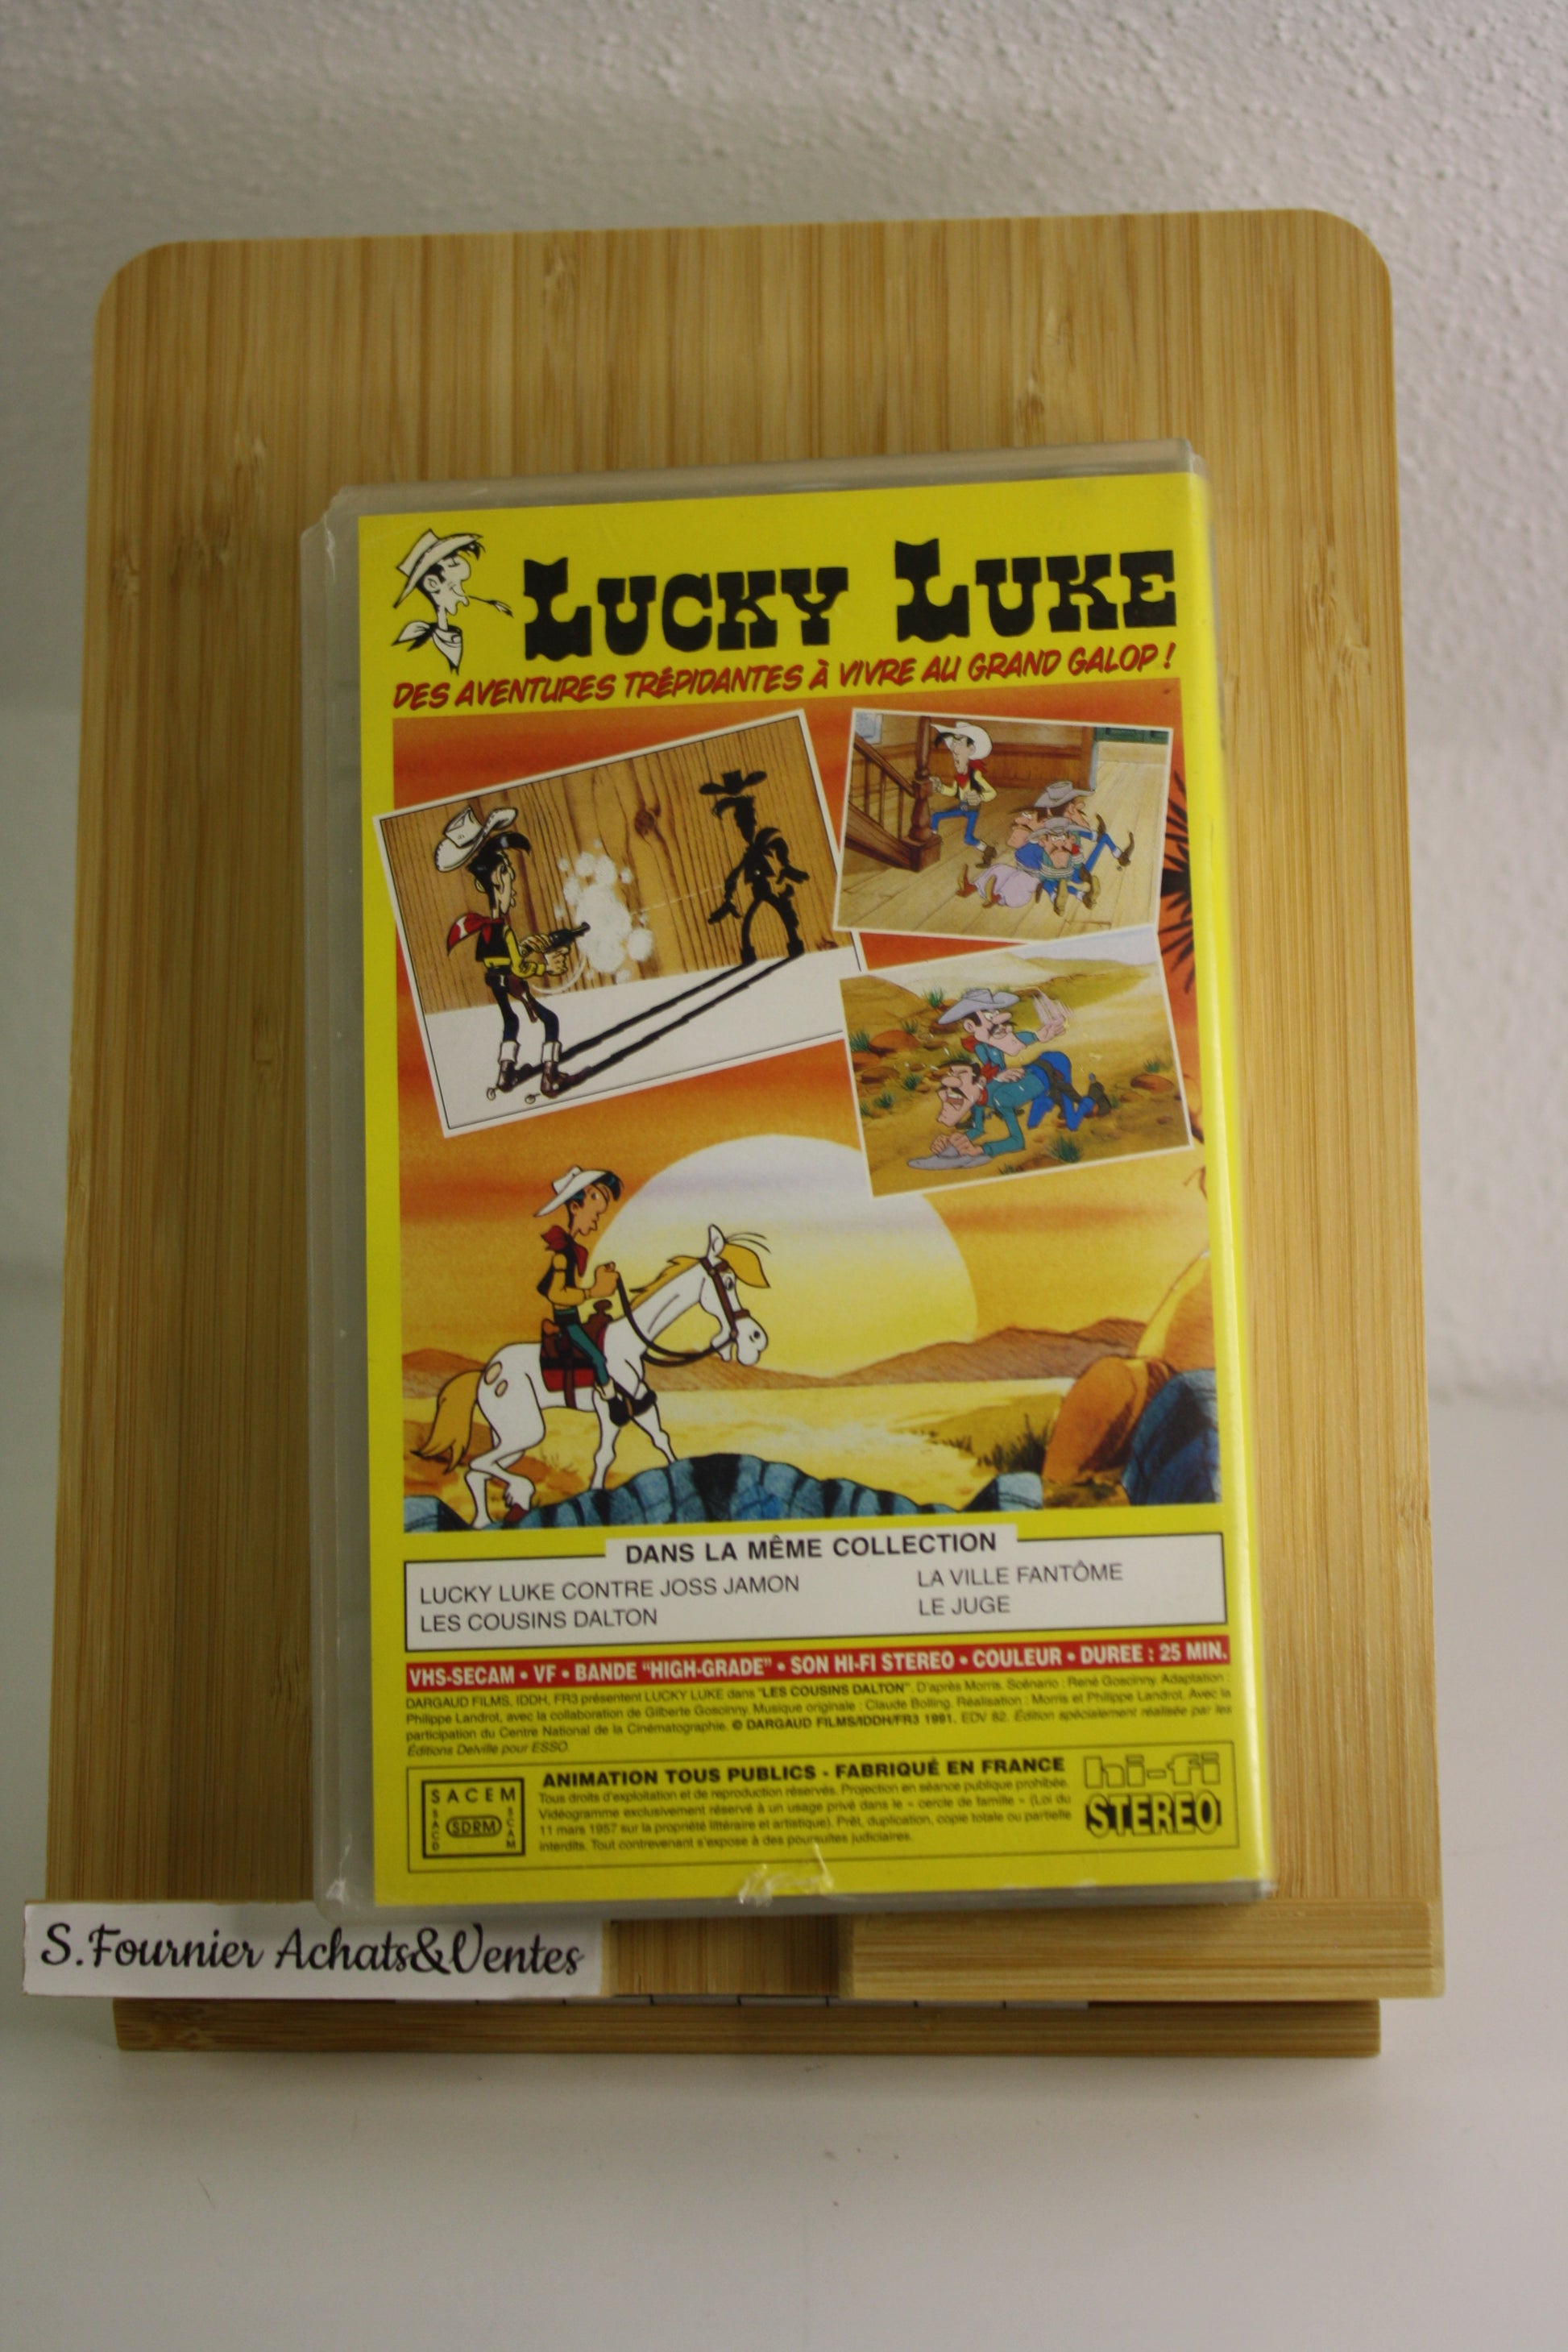 LUCKY LUKE
DES AVENTURES TRÉPIDANTES À VIVRE AU GRAND GALOP !
DANS LA MÊME COLLECTION
LUCKY LUKE CONTRE JOSS JAMON
LES COUSINS DALTON
LA VILLE FANTÔME
LE JUGE
VHS-SECAM • VF • BANDE "HIGH-GRADE" • SON HI-FI STEREO • COULEUR • DUREE : 25 MIN.
DARGAUD FILMS, IDDH, FR3 présentent LUCKY LUKE dans "LES COUSINS DALTON". D'après Morris. Scénario : René Goscinny. Adaptation :
Philippe Landrot, avec la collaboration de Gilberte Goscinny. Musique originale : Claude Bolling. Réalisation : Morris et Philippe Landrot. Avec la
participation du Centre National de la Cinématographie. © DARGAUD FILMS/IDDH/FR3 1991. EDV 82. Édition spécialement réalisée par les
Éditions Delville pour ESSO.
SACEM
SACD
SDRM
SCAM
ANIMATION TOUS PUBLICS - FABRIQUÉ EN FRANCE
Tous droits d'exploitation et de reproduction réservés. Projection en séance publique prohibée.
Vidéogramme exclusivement réservé à un usage privé dans le « cercle de famille » (Loi du
11 mars 1957 sur la propriété littéraire et artistique). Prêt, duplication, copie totale ou partielle
interdits. Tout contrevenant s'expose à des poursuites judiciaires.
hi-fi
STEREO
S.Fournier Achats&Ventes